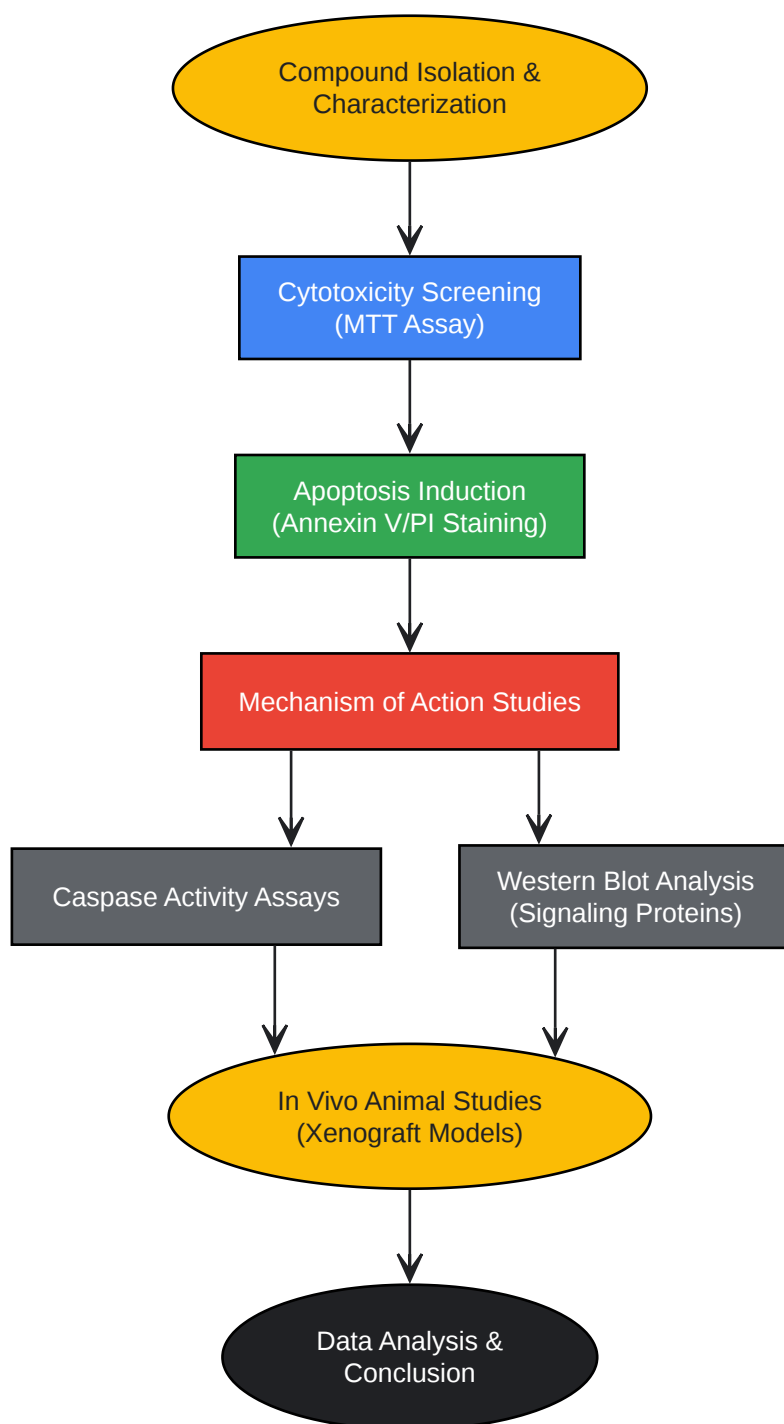 Compound Isolation &
Characterization
Cytotoxicity Screening
(MTT Assay)
Apoptosis Induction
(Annexin V/PI Staining)
Mechanism of Action Studies
Caspase Activity Assays
Western Blot Analysis
(Signaling Proteins)
In Vivo Animal Studies
(Xenograft Models)
Data Analysis &
Conclusion